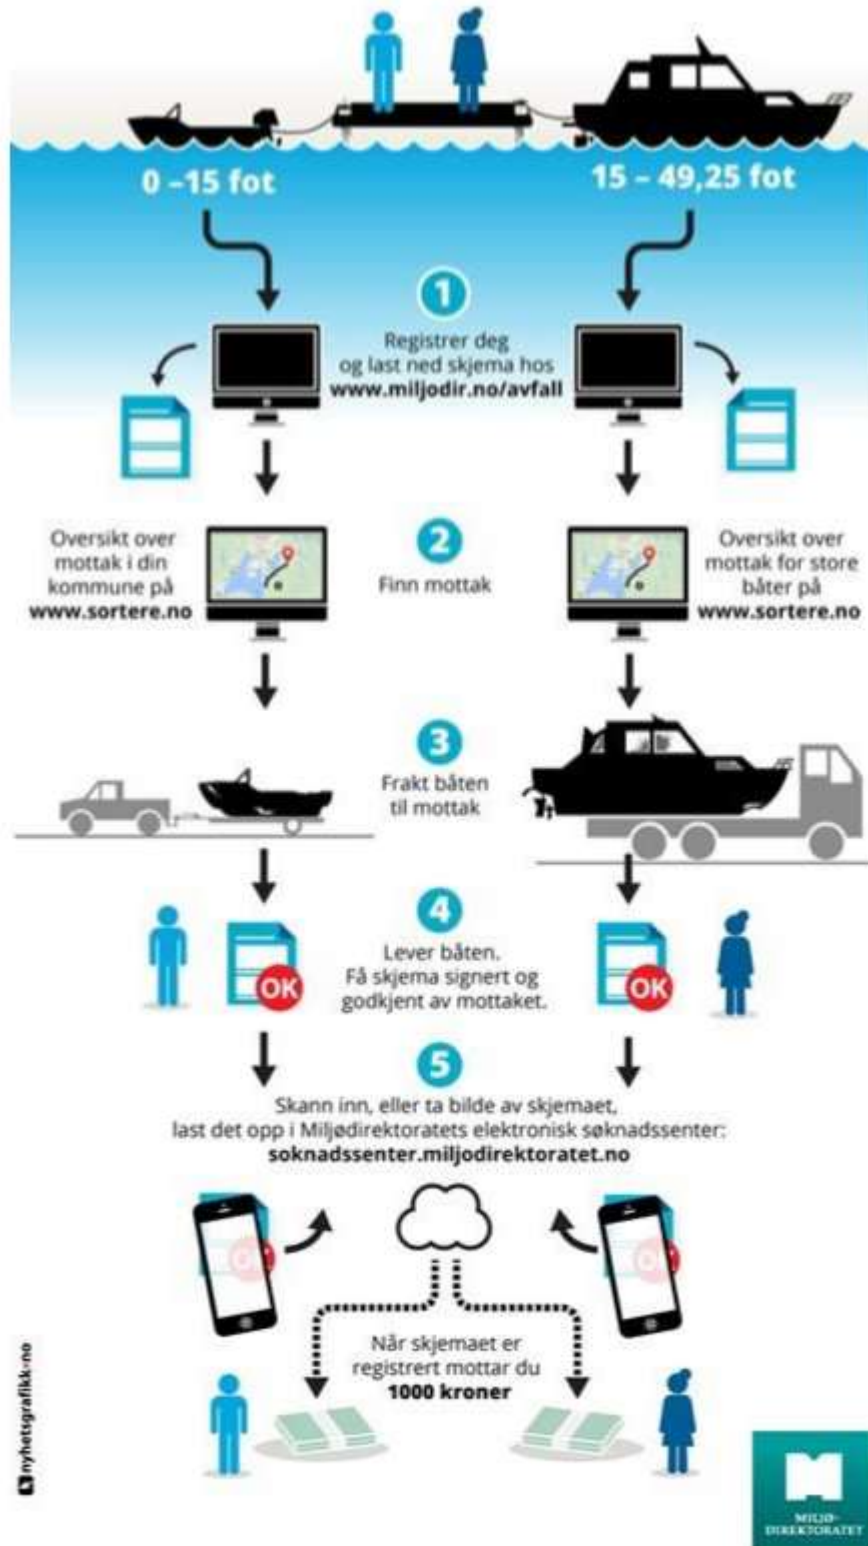 0 –15 fot
15 – 49,25 fot
1
Registrer deg
og last ned skjema hos
www.miljodir.no/avfall
2
Finn mottak
Oversikt over
mottak i din
kommune på
www.sortere.no
Oversikt over
mottak for store
båter på
www.sortere.no
3
Frakt båten
til mottak
4
Lever båten.
Få skjema signert og
godkjent av mottaket.
OK
OK
5
Skann inn, eller ta bilde av skjemaet,
last det opp i Miljødirektoratets elektronisk søknadssenter:
soknadssenter.miljodirektoratet.no
OK
OK
Når skjemaet er
registrert mottar du
1000 kroner
nyhetsgrafikk.no
MILJØ-
DIREKTORATET